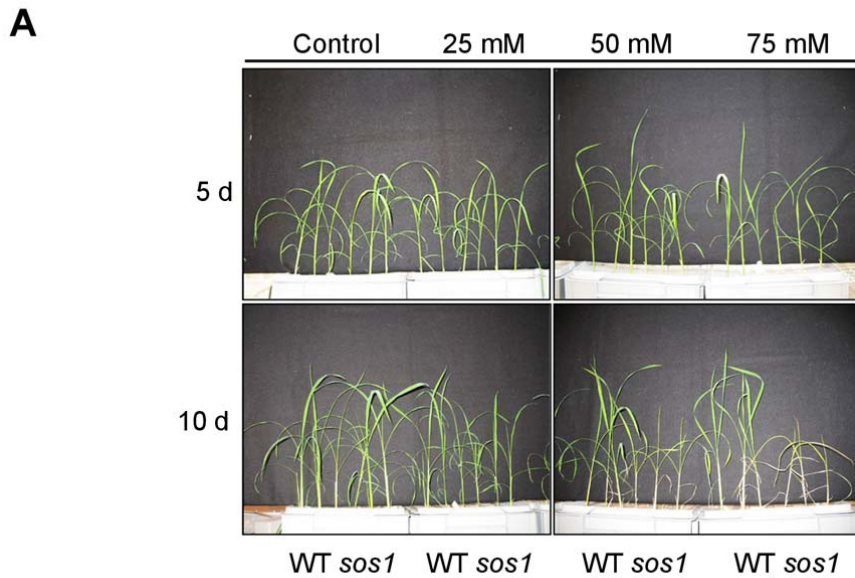 A
Control 25 mM 50 mM 75 mM
5 d
10 d
WT sos1 WT sos1 WT sos1 WT sos1